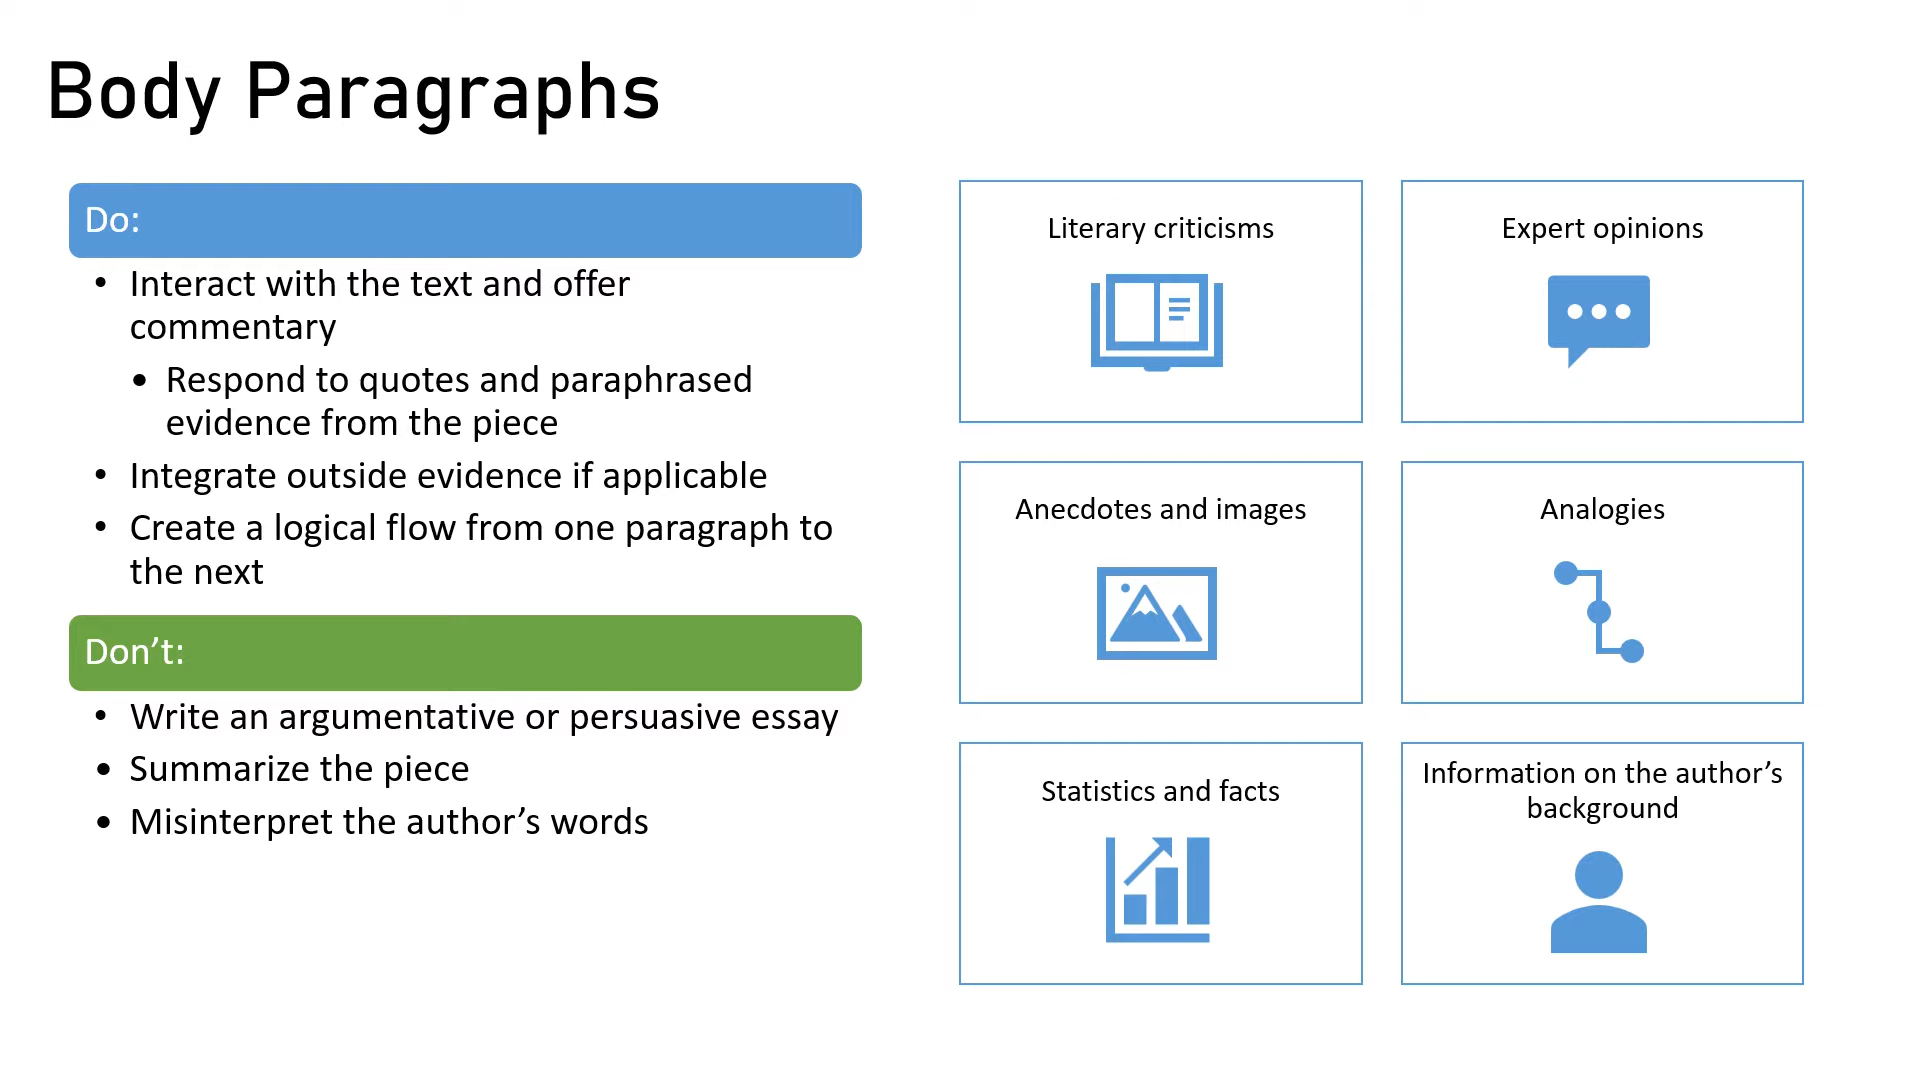 Body Paragraphs
Do:
• Interact with the text and offer
commentary
• Respond to quotes and paraphrased
evidence from the piece
• Integrate outside evidence if applicable
• Create a logical flow from one paragraph to
the next
Don’t:
• Write an argumentative or persuasive essay
• Summarize the piece
• Misinterpret the author’s words
Literary criticisms
Expert opinions
Anecdotes and images
Analogies
Statistics and facts
Information on the author’s
background